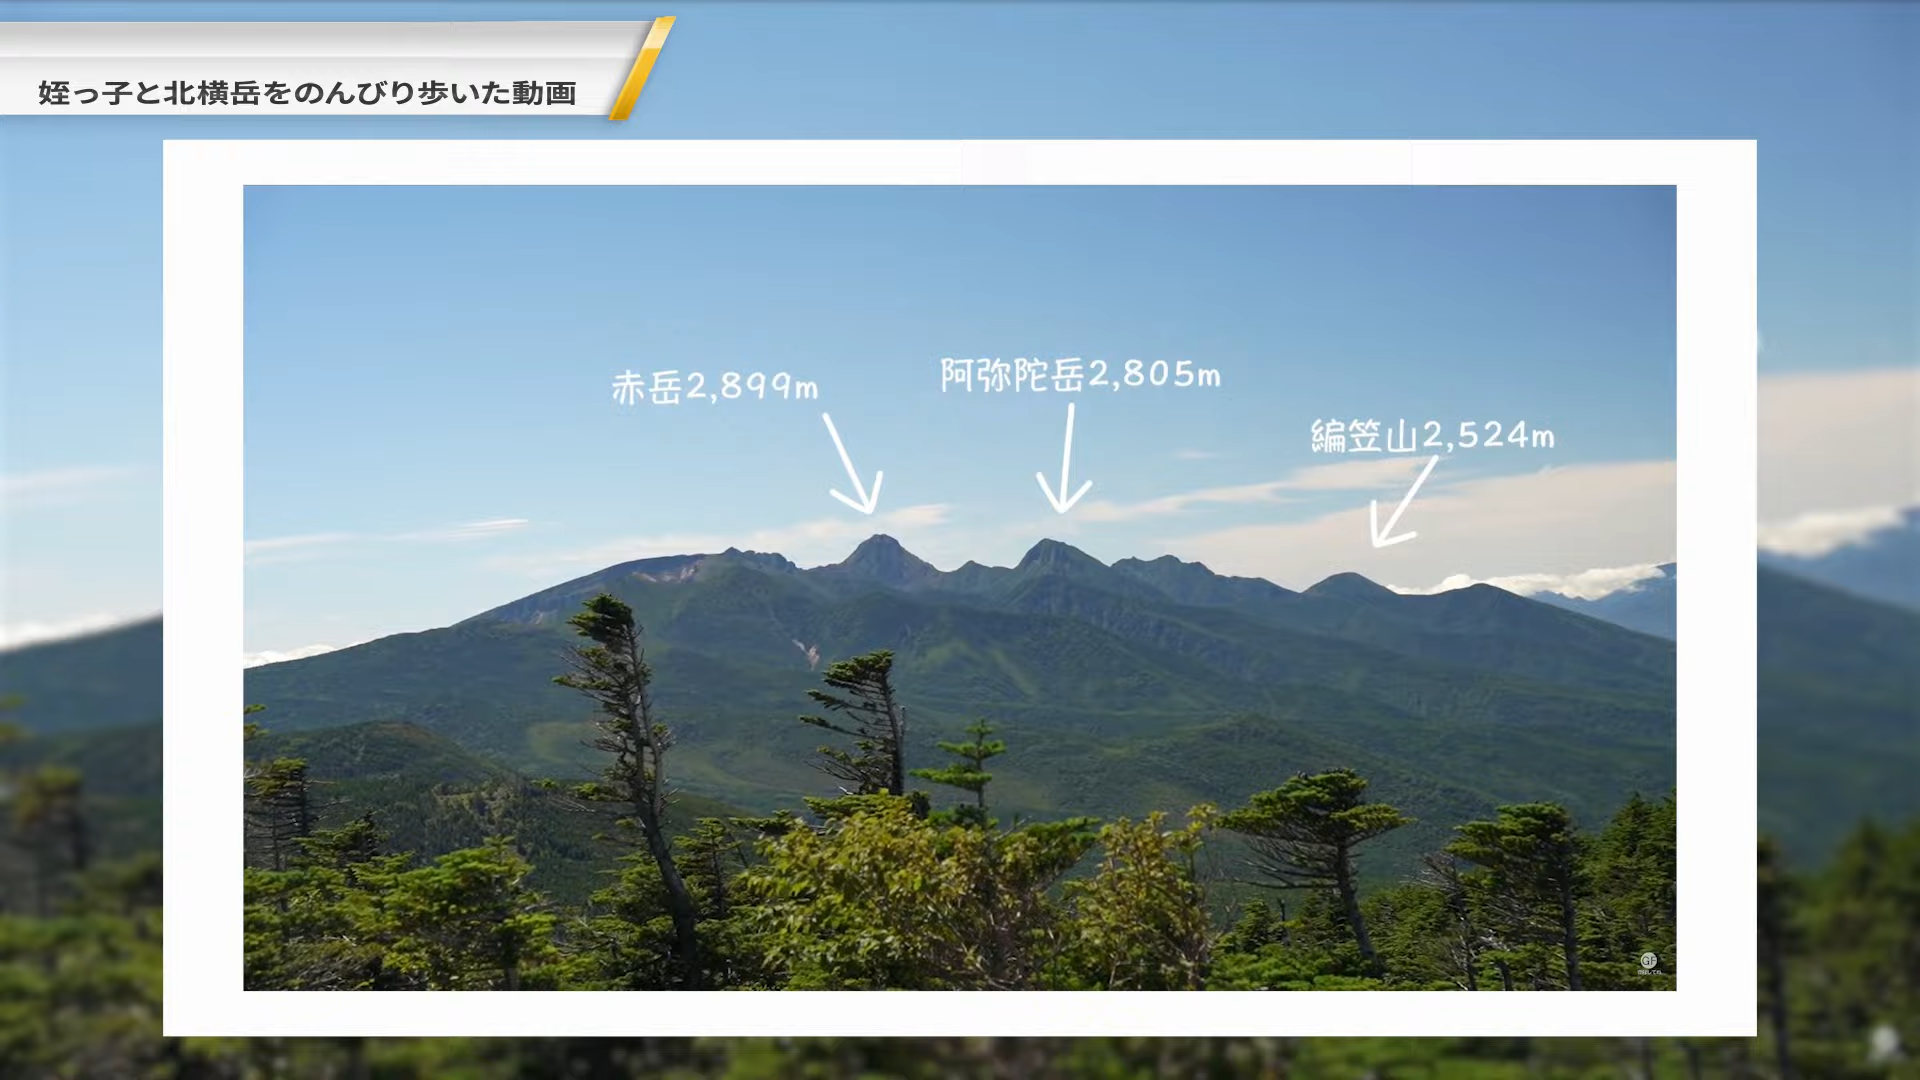 姪っ子と北横岳をのんびり歩いた動画
赤岳2,899m
阿弥陀岳2,805m
編笠山2,524m
GF